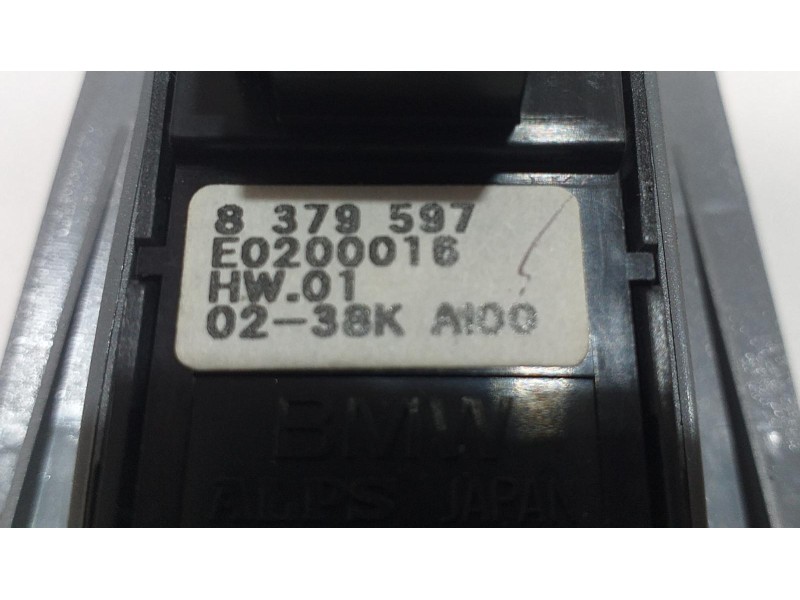 8 379 597
E0200016
HW.01
02-38K A100
BMW
ALPS JAPAN